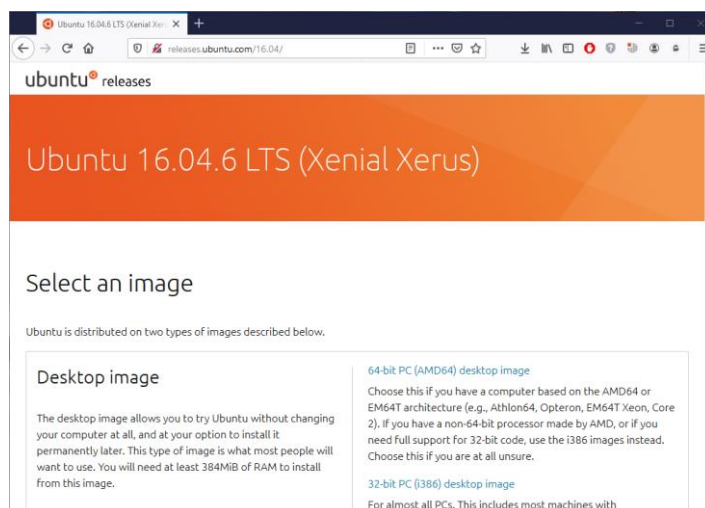 Ubuntu 16.04.6 LTS (Xenial Xer
releases.ubuntu.com/16.04/
ubuntu releases
Ubuntu 16.04.6 LTS (Xenial Xerus)
Select an image
Ubuntu is distributed on two types of images described below.
Desktop image
The desktop image allows you to try Ubuntu without changing
your computer at all, and at your option to install it
permanently later. This type of image is what most people will
want to use. You will need at least 384MiB of RAM to install
from this image.
64-bit PC (AMD64) desktop image
Choose this if you have a computer based on the AMD64 or
EM64T architecture (e.g., Athlon64, Opteron, EM64T Xeon, Core
2). If you have a non-64-bit processor made by AMD, or if you
need full support for 32-bit code, use the i386 images instead.
Choose this if you are at all unsure.
32-bit PC (i386) desktop image
For almost all PCs. This includes most machines with